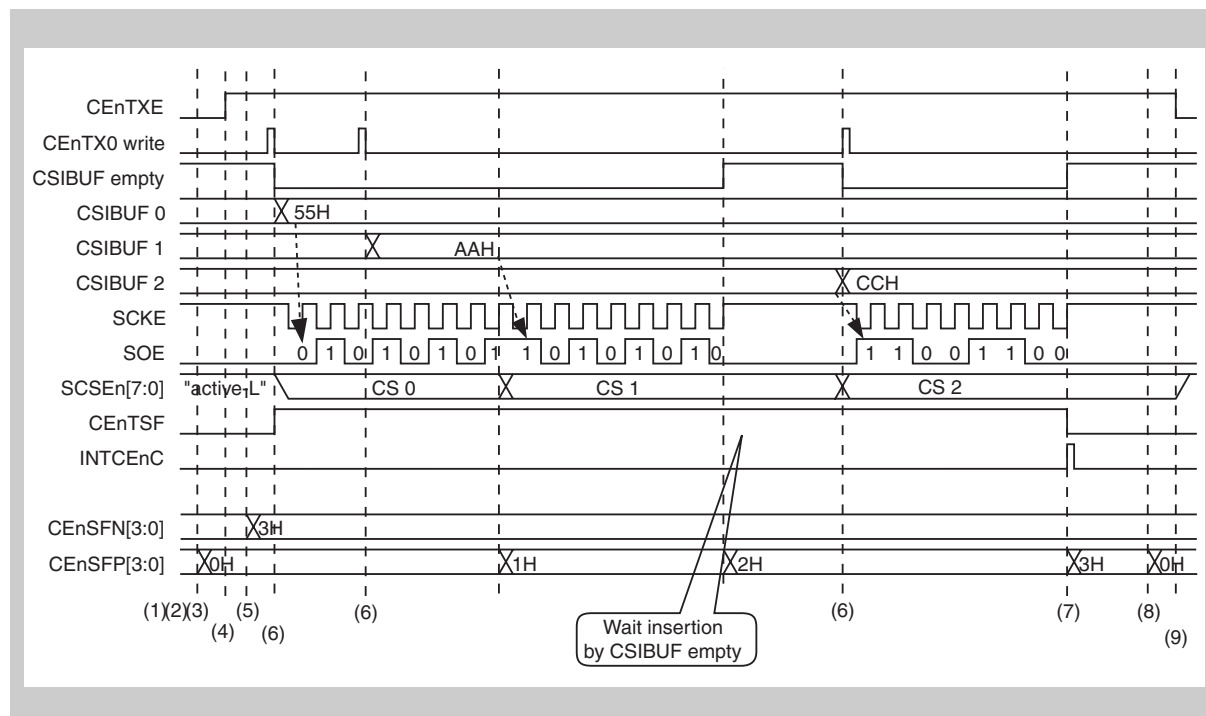 CEnTXE
CEnTX0 write
CSIBUF empty
CSIBUF 0 55H
CSIBUF 1 AAH
CSIBUF 2 CCH
SCKE
SOE 0 1 0 1 0 1 0 1 1 0 1 0 1 0 1 0 1 1 0 0 1 1 0 0
SCSEn[7:0] "active-L" CS 0 CS 1 CS 2
CEnTSF
INTCEnC
CEnSFN[3:0] 3H
CEnSFP[3:0] 0H 1H 2H 3H 0H
(1)(2)(3) (5) (6) (6) (7) (8)
(4) (6) (9)
Wait insertion
by CSIBUF empty